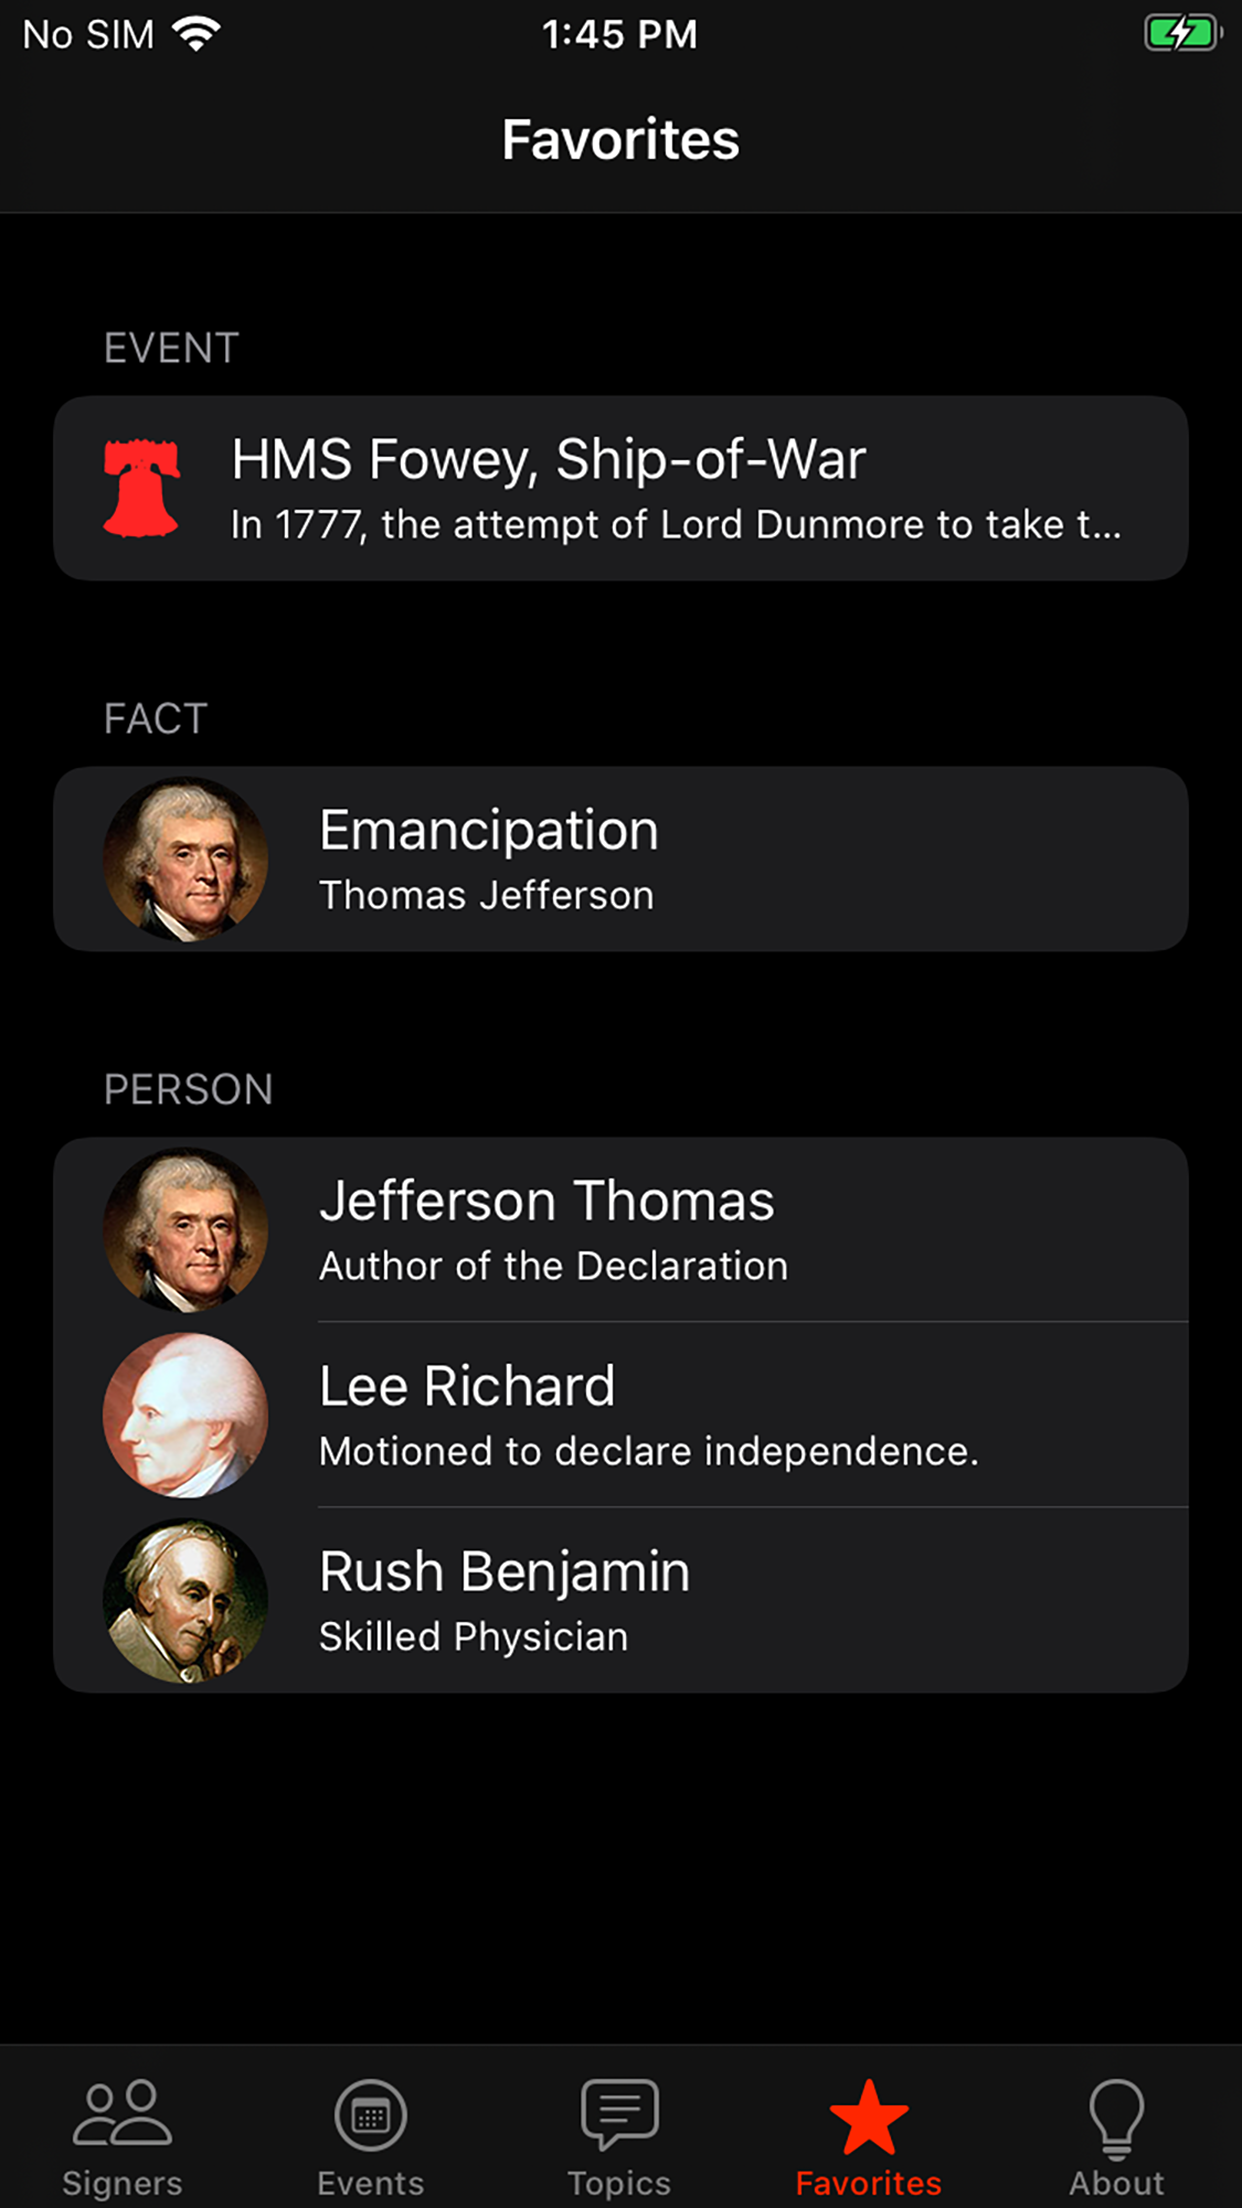 No SIM 1:45 PM
Favorites
EVENT
HMS Fowey, Ship-of-War
In 1777, the attempt of Lord Dunmore to take t...
FACT
Emancipation
Thomas Jefferson
PERSON
Jefferson Thomas
Author of the Declaration
Lee Richard
Motioned to declare independence.
Rush Benjamin
Skilled Physician
Signers Events Topics Favorites About